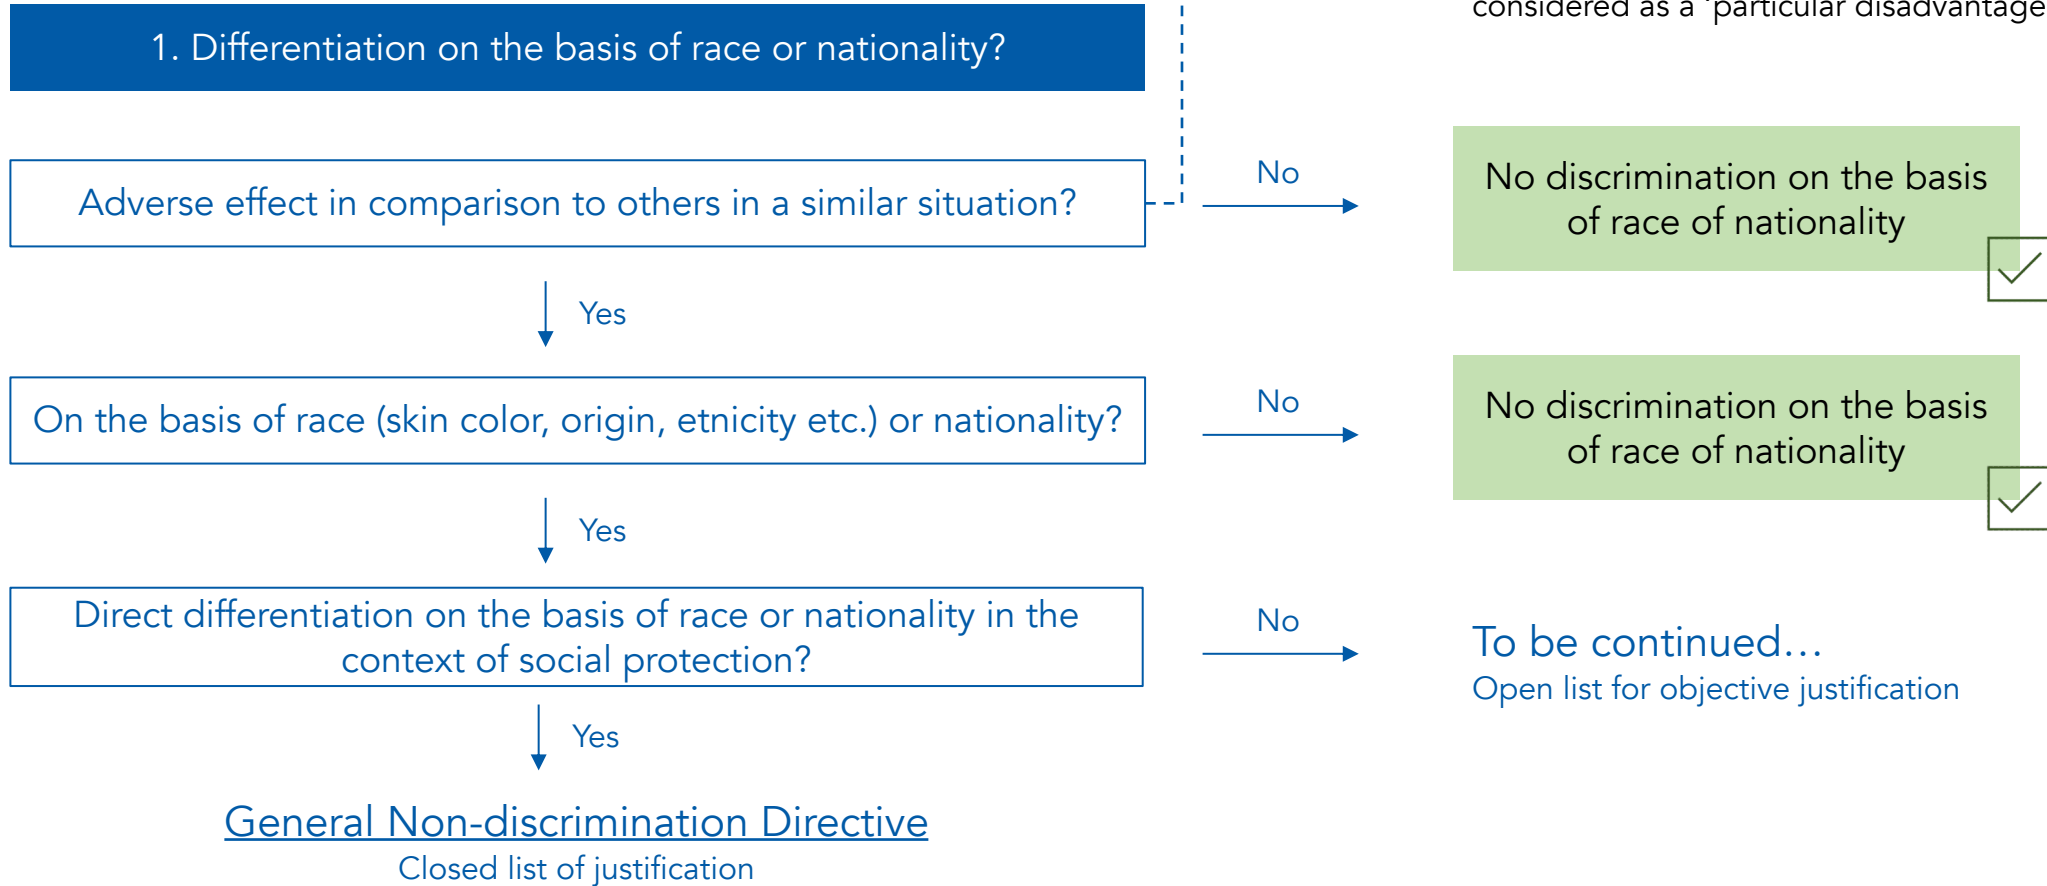 considered as a 'particular disadvantage
1. Differentiation on the basis of race or nationality?
Adverse effect in comparison to others in a similar situation?
No
No discrimination on the basis
of race of nationality
Yes
On the basis of race (skin color, origin, etnicity etc.) or nationality?
No
No discrimination on the basis
of race of nationality
Yes
Direct differentiation on the basis of race or nationality in the
context of social protection?
No
To be continued...
Open list for objective justification
Yes
General Non-discrimination Directive
Closed list of justification